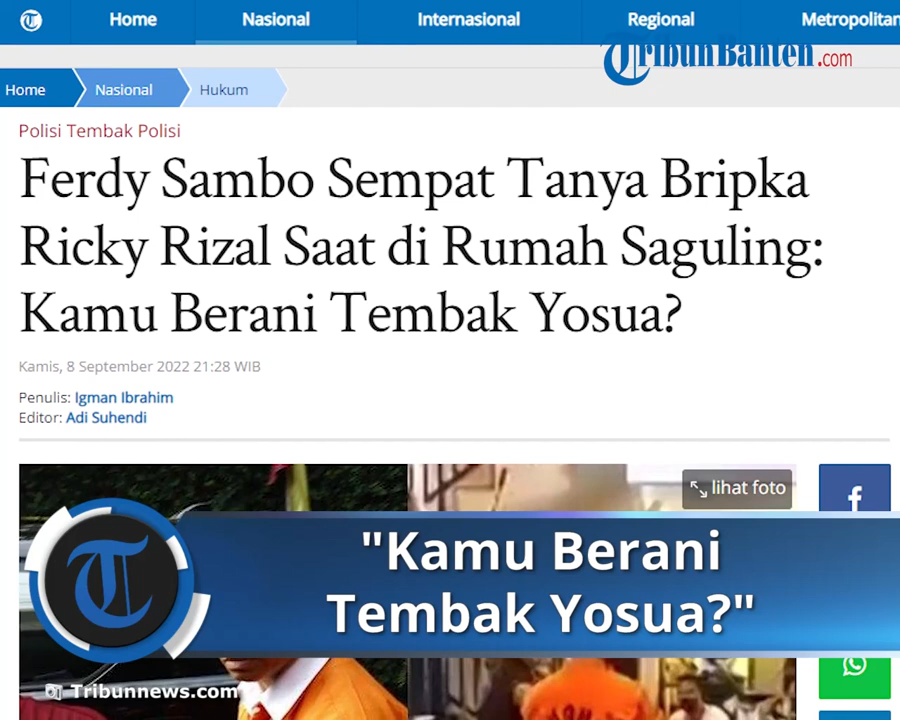 Home Nasional Internasional Regional Metropolitan
TribunBanten.com
Home Nasional Hukum
Polisi Tembak Polisi
Ferdy Sambo Sempat Tanya Bripka
Ricky Rizal Saat di Rumah Saguling:
Kamu Berani Tembak Yosua?
Kamis, 8 September 2022 21:28 WIB
Penulis: Igman Ibrahim
Editor: Adi Suhendi
lihat foto
"Kamu Berani
Tembak Yosua?"
Tribunnews.com